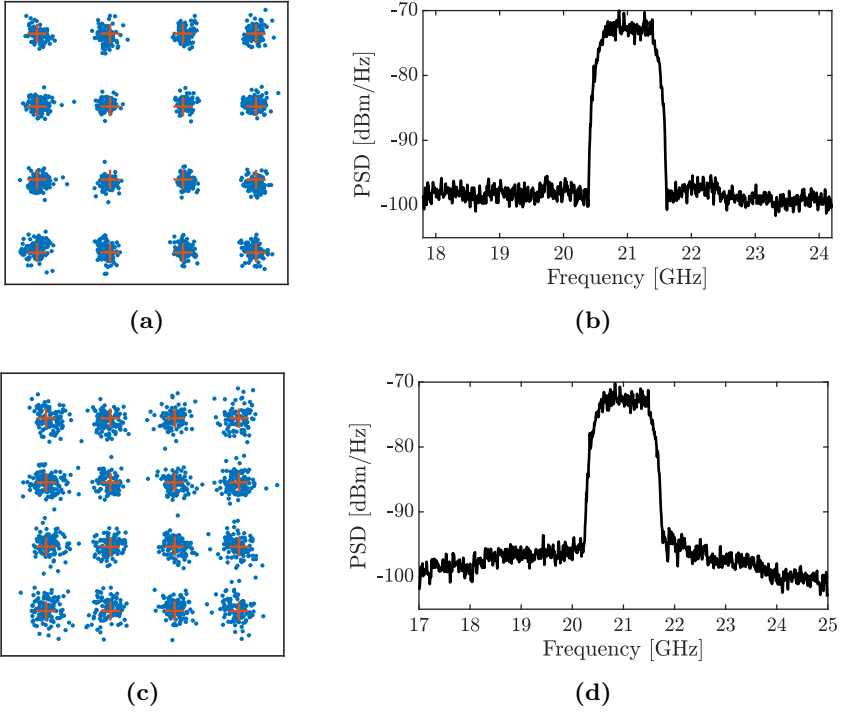 -70
-80
-90
-100
PSD [dBm/Hz]
18 19 20 21 22 23 24
Frequency [GHz]
(a)
(b)
-70
-80
-90
-100
PSD [dBm/Hz]
17 18 19 20 21 22 23 24 25
Frequency [GHz]
(c)
(d)